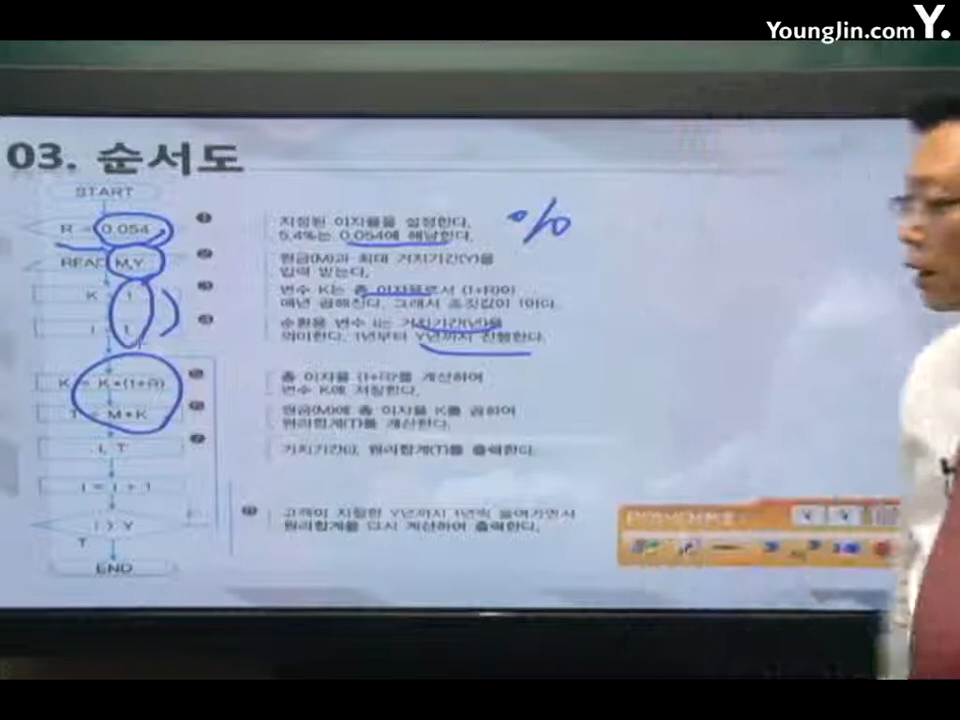 YoungJin.com Y.
03. 순서도
START
R = 0.054
❶ 지정된 이자율을 설정한다.
5.4%는 0.054에 해당한다.
%
READ M,Y
❷ 원금(M)과 최대 거치기간(Y)을
입력 받는다.
K = 1
❸ 변수 K는 총 이자율로서 (1+R)이
매년 곱해진다. 그래서 초깃값이 1이다.
I = 1
❹ 순환용 변수 I는 거치기간(년)을
의미한다. 1년부터 Y년까지 진행한다.
K = K*(1+R)
총 이자율 (1+R)를 계산하여
변수 K에 저장한다.
T = M*K
원금(M)에 총 이자율 K를 곱하여
원리합계(T)를 계산한다.
I, T
거치기간(I), 원리합계(T)를 출력한다.
I = I + 1
I > Y
고객이 지정한 Y년까지 1년씩 늘어가면서
원리합계를 다시 계산하여 출력한다.
T
END